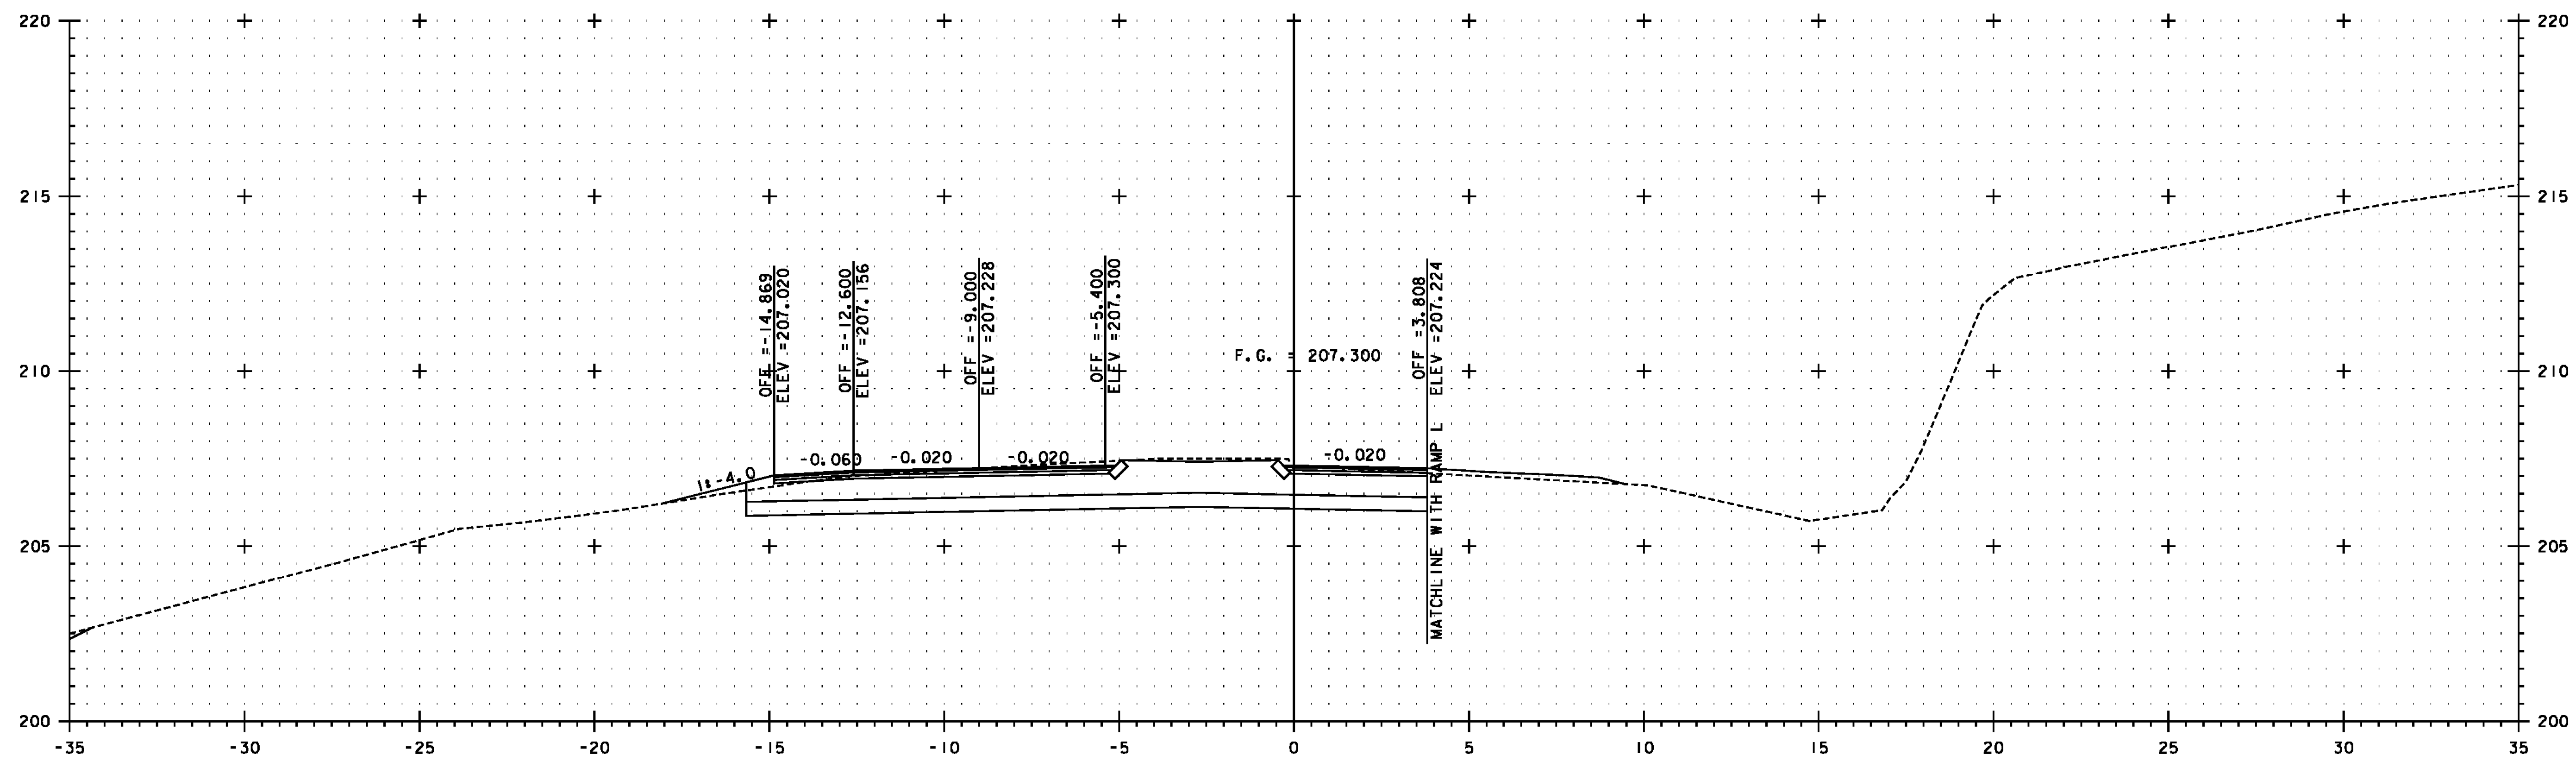 220
220
215
215
OFF =-14.869
ELEV =207.020
OFF =-12.600
ELEV =207.156
OFF =-9.000
ELEV =207.228
OFF =-5.400
ELEV =207.300
F.G. = 207.300
OFF =3.808
MATCHLINE WITH RAMP L ELEV =207.224
210
210
1:-4.0
-0.060
-0.020
-0.020
-0.020
205
205
200
200
-35 -30 -25 -20 -15 -10 -5 0 5 10 15 20 25 30 35